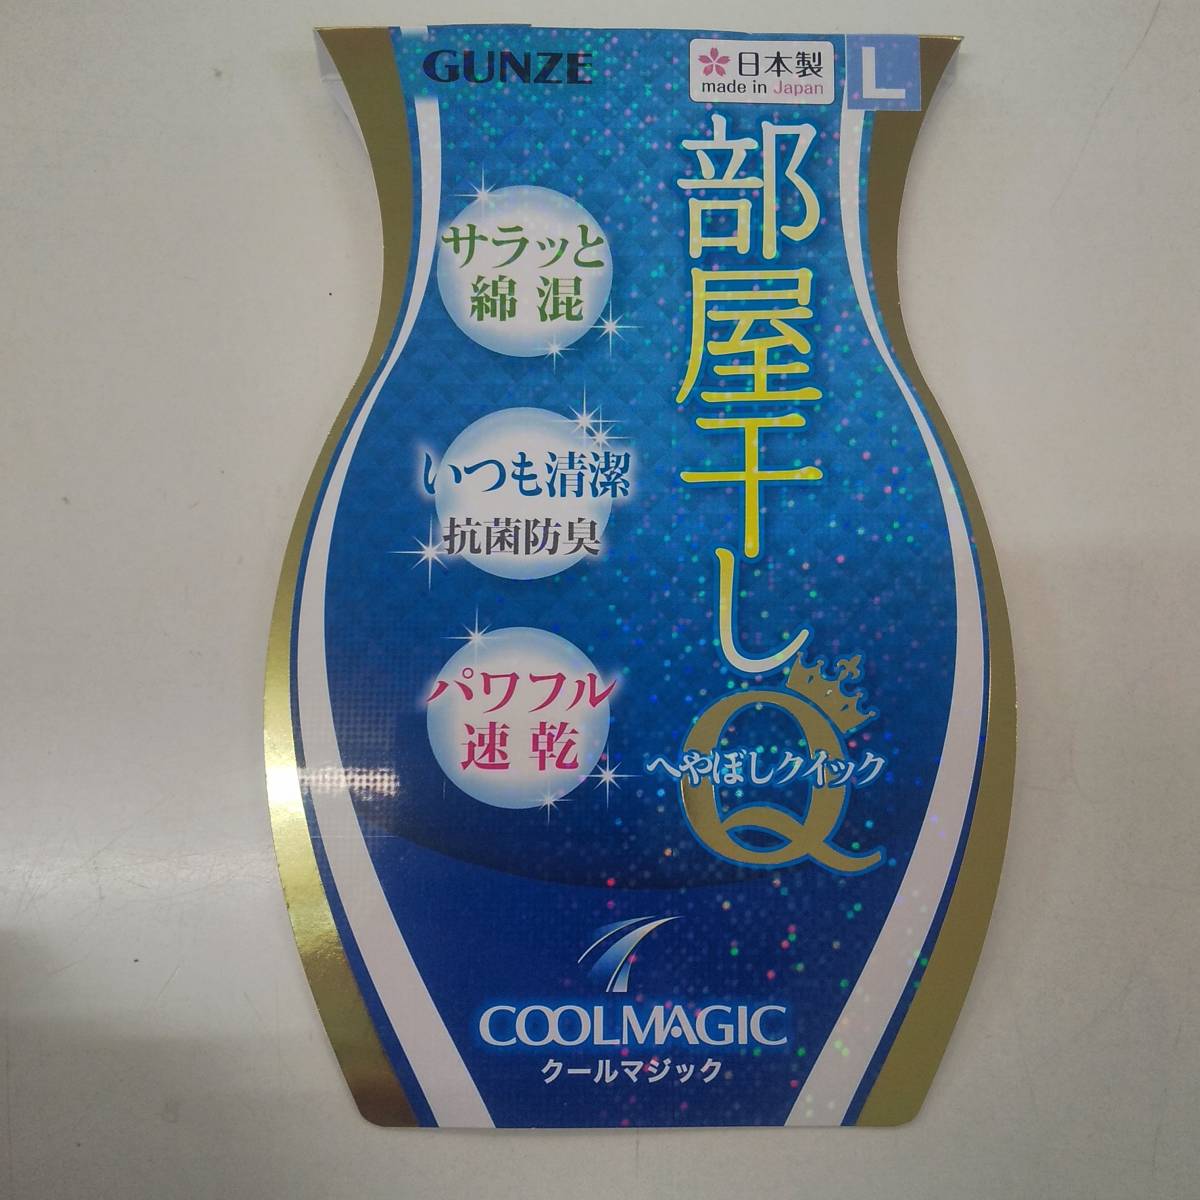 GUNZE
日本製
made in Japan
L
部屋干し
Q
へやぼしクイック
サラッと
綿混
いつも清潔
抗菌防臭
パワフル
速乾
COOLMAGIC
クールマジック